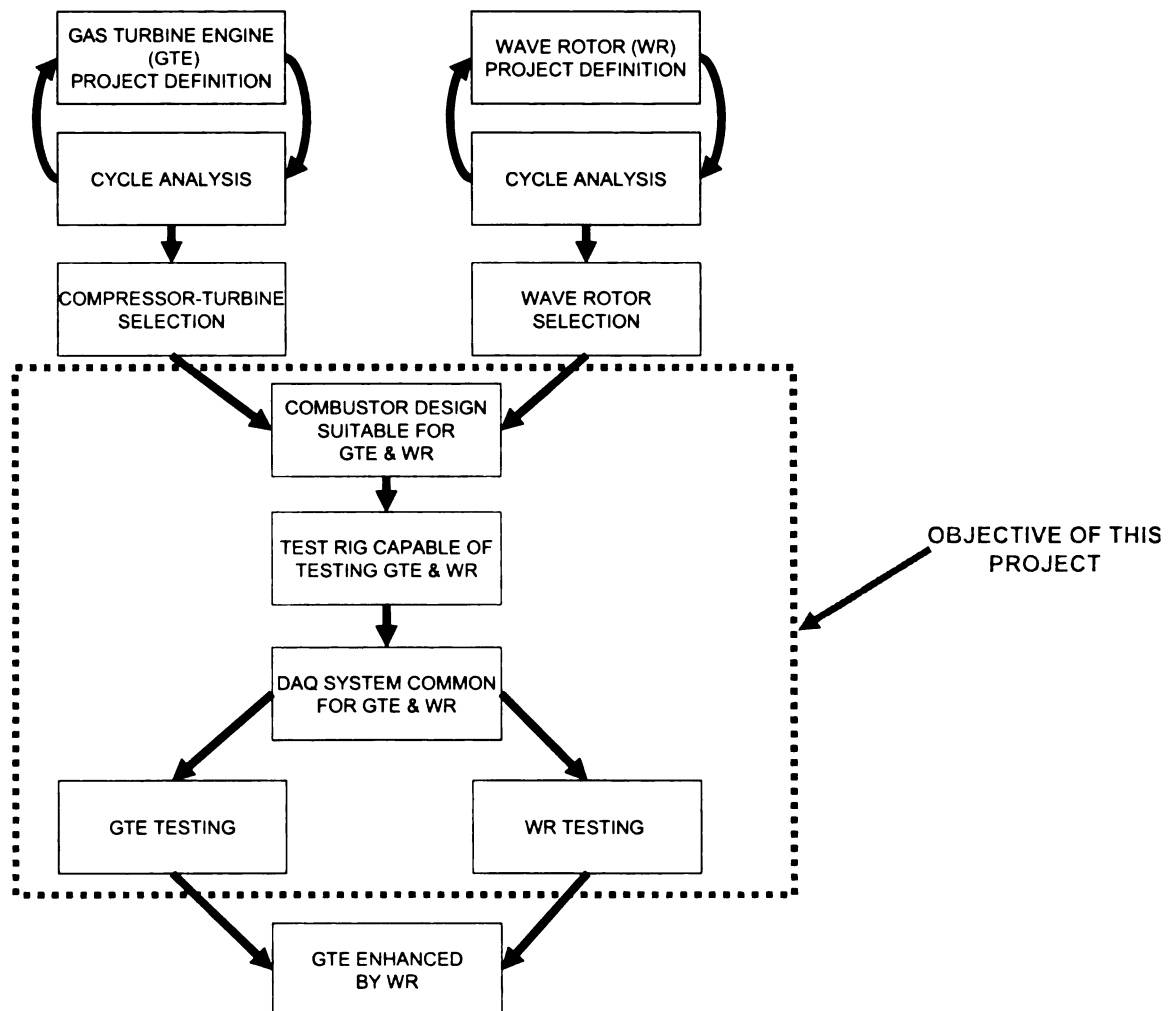 GAS TURBINE ENGINE
(GTE)
PROJECT DEFINITION
WAVE ROTOR (WR)
PROJECT DEFINITION
CYCLE ANALYSIS
CYCLE ANALYSIS
COMPRESSOR-TURBINE
SELECTION
WAVE ROTOR
SELECTION
COMBUSTOR DESIGN
SUITABLE FOR
GTE & WR
TEST RIG CAPABLE OF
TESTING GTE & WR
OBJECTIVE OF THIS
PROJECT
DAQ SYSTEM COMMON
FOR GTE & WR
GTE TESTING
WR TESTING
GTE ENHANCED
BY WR